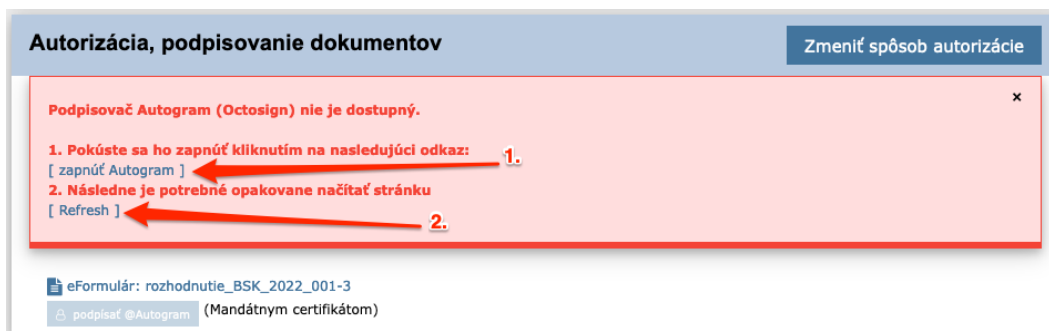 Autorizácia, podpisovanie dokumentov
Zmeniť spôsob autorizácie
×
Podpisovač Autogram (Octosign) nie je dostupný.
1. Pokúste sa ho zapnúť kliknutím na nasledujúci odkaz:
1.
[ zapnúť Autogram ]
2. Následne je potrebné opakovane načítať stránku
[ Refresh ]
2.
eFormulár: rozhodnutie_BSK_2022_001-3
podpísať @Autogram (Mandátnym certifikátom)